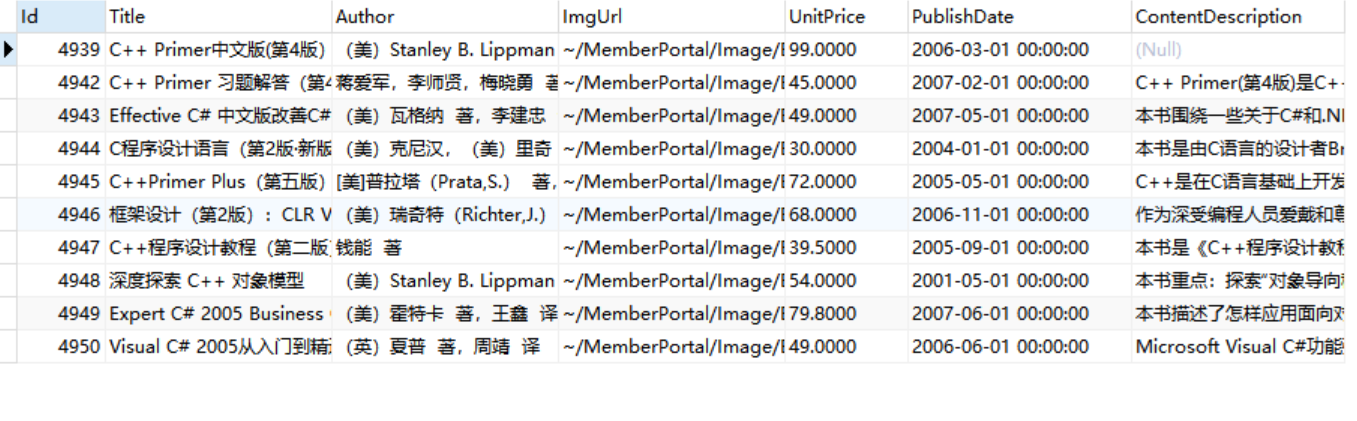 Id Title Author ImgUrl UnitPrice PublishDate ContentDescription
4939 C++ Primer中文版(第4版) （美）Stanley B. Lippman ~/MemberPortal/Image/ 99.0000 2006-03-01 00:00:00 (Null)
4942 C++ Primer 习题解答（第4 蒋爱军，李师贤，梅晓勇 著 ~/MemberPortal/Image/ 45.0000 2007-02-01 00:00:00 C++ Primer(第4版)是C+
4943 Effective C# 中文版改善C# （美）瓦格纳 著，李建忠 ~/MemberPortal/Image/ 49.0000 2007-05-01 00:00:00 本书围绕一些关于C#和.N
4944 C程序设计语言（第2版·新版 （美）克尼汉，（美）里奇 ~/MemberPortal/Image/ 30.0000 2004-01-01 00:00:00 本书是由C语言的设计者Br
4945 C++Primer Plus（第五版） [美]普拉塔（Prata,S.） 著, ~/MemberPortal/Image/ 72.0000 2005-05-01 00:00:00 C++是在C语言基础上开发
4946 框架设计（第2版）：CLR V （美）瑞奇特（Richter,J.） ~/MemberPortal/Image/ 68.0000 2006-11-01 00:00:00 作为深受编程人员爱戴和尊
4947 C++程序设计教程（第二版 钱能 著 ~/MemberPortal/Image/ 39.5000 2005-09-01 00:00:00 本书是《C++程序设计教程
4948 深度探索 C++ 对象模型 （美）Stanley B. Lippman ~/MemberPortal/Image/ 54.0000 2001-05-01 00:00:00 本书重点：探索“对象导向
4949 Expert C# 2005 Business （美）霍特卡 著，王鑫 译 ~/MemberPortal/Image/ 79.8000 2007-06-01 00:00:00 本书描述了怎样应用面向对
4950 Visual C# 2005从入门到精 （英）夏普 著，周靖 译 ~/MemberPortal/Image/ 49.0000 2006-06-01 00:00:00 Microsoft Visual C#功能